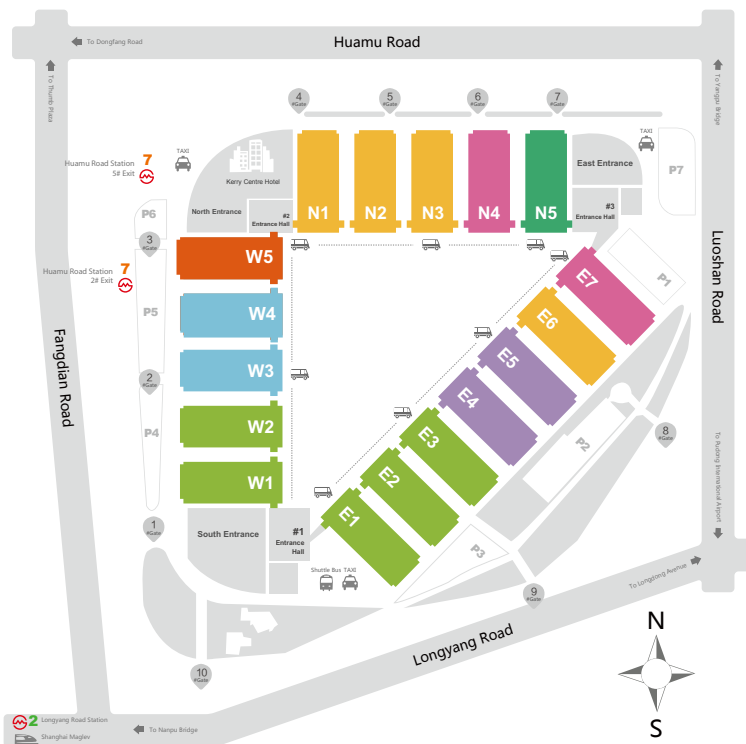 Huamu Road
To Dongfang Road
To Thumb Plaza
To Yangpu Bridge
4
#Gate
5
#Gate
6
#Gate
7
#Gate
TAXI
TAXI
Huamu Road Station
5# Exit
7
Kerry Centre Hotel
N1
N2
N3
N4
N5
East Entrance
P7
P6
North Entrance
#2
Entrance Hall
#3
Entrance Hall
3
#Gate
Huamu Road Station
2# Exit
7
W5
E7
P1
Luoshan Road
P5
W4
E6
Fangdian Road
W3
E5
2
#Gate
E4
P4
W2
E3
P2
8
#Gate
To Pudong International Airport
W1
E2
E1
1
#Gate
South Entrance
#1
Entrance
Hall
P3
Shuttle Bus
TAXI
9
#Gate
To Longdong Avenue
Longyang Road
N
S
10
#Gate
2
Longyang Road Station
To Nanpu Bridge
Shanghai Maglev